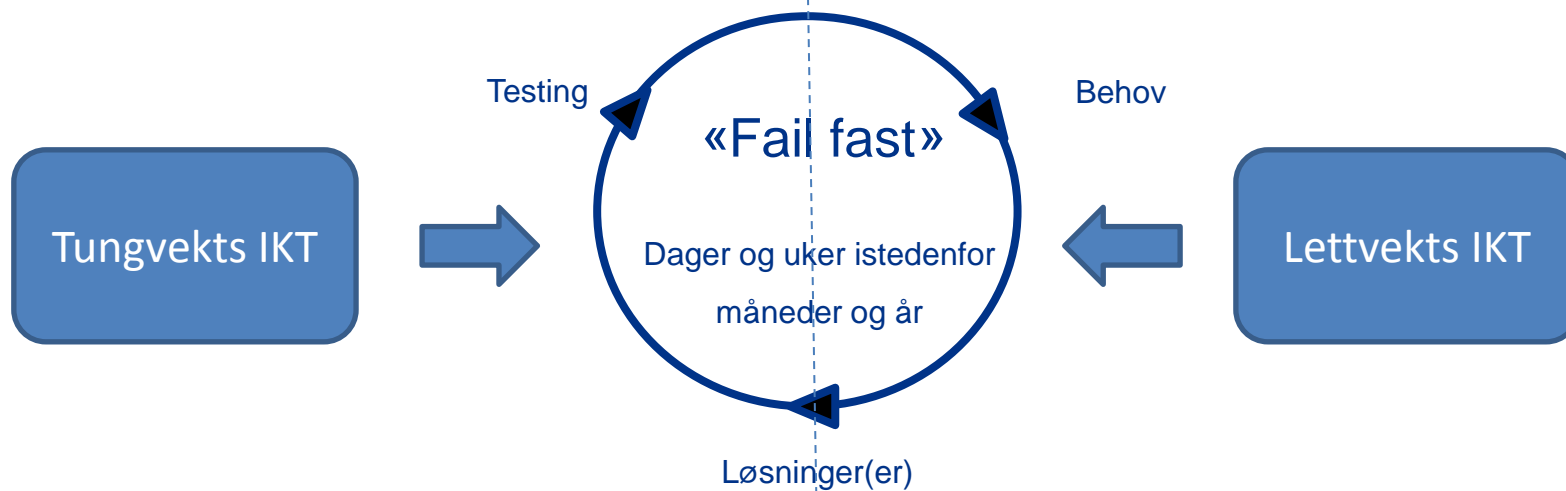 Testing
Behov
«Fail fast»
Tungvekts IKT
Dager og uker istedenfor
måneder og år
Lettvekts IKT
Løsninger(er)